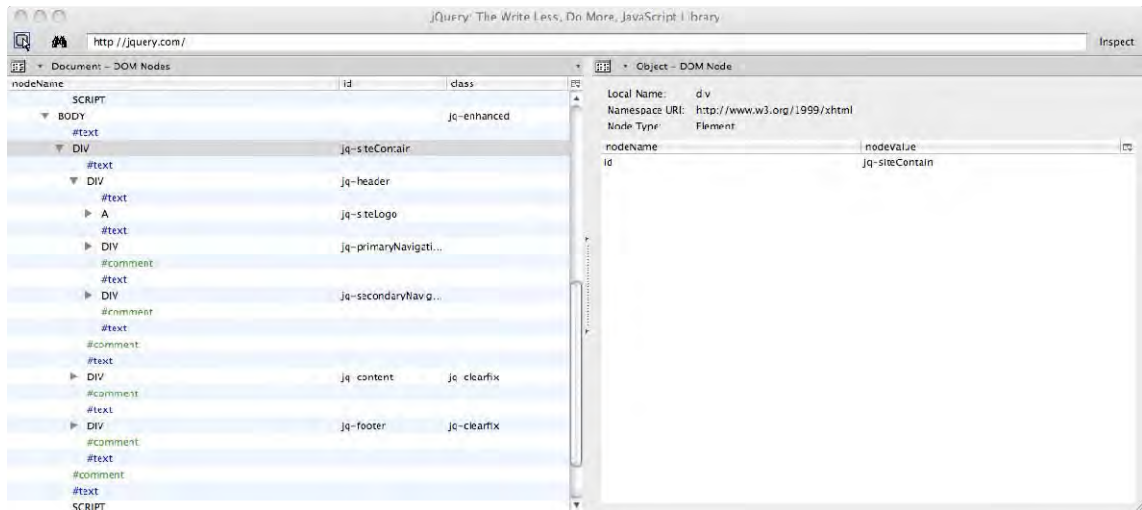 jQuery: The Write Less, Do More, JavaScript Library
http://jquery.com/
Inspect
Document – DOM Nodes
nodeName id class
SCRIPT
BODY jq-enhanced
#text
DIV jq-siteContain
#text
DIV jq-header
#text
A jq-siteLogo
#text
DIV jq-primaryNavigati...
#comment
#text
DIV jq-secondaryNavig...
#comment
#text
#comment
#text
DIV jq-content jq-clearfix
#comment
#text
DIV jq-footer jq-clearfix
#comment
#text
#comment
#text
SCRIPT
Object – DOM Node
Local Name: div
Namespace URI: http://www.w3.org/1999/xhtml
Node Type: Element
nodeName nodeValue
id jq-siteContain